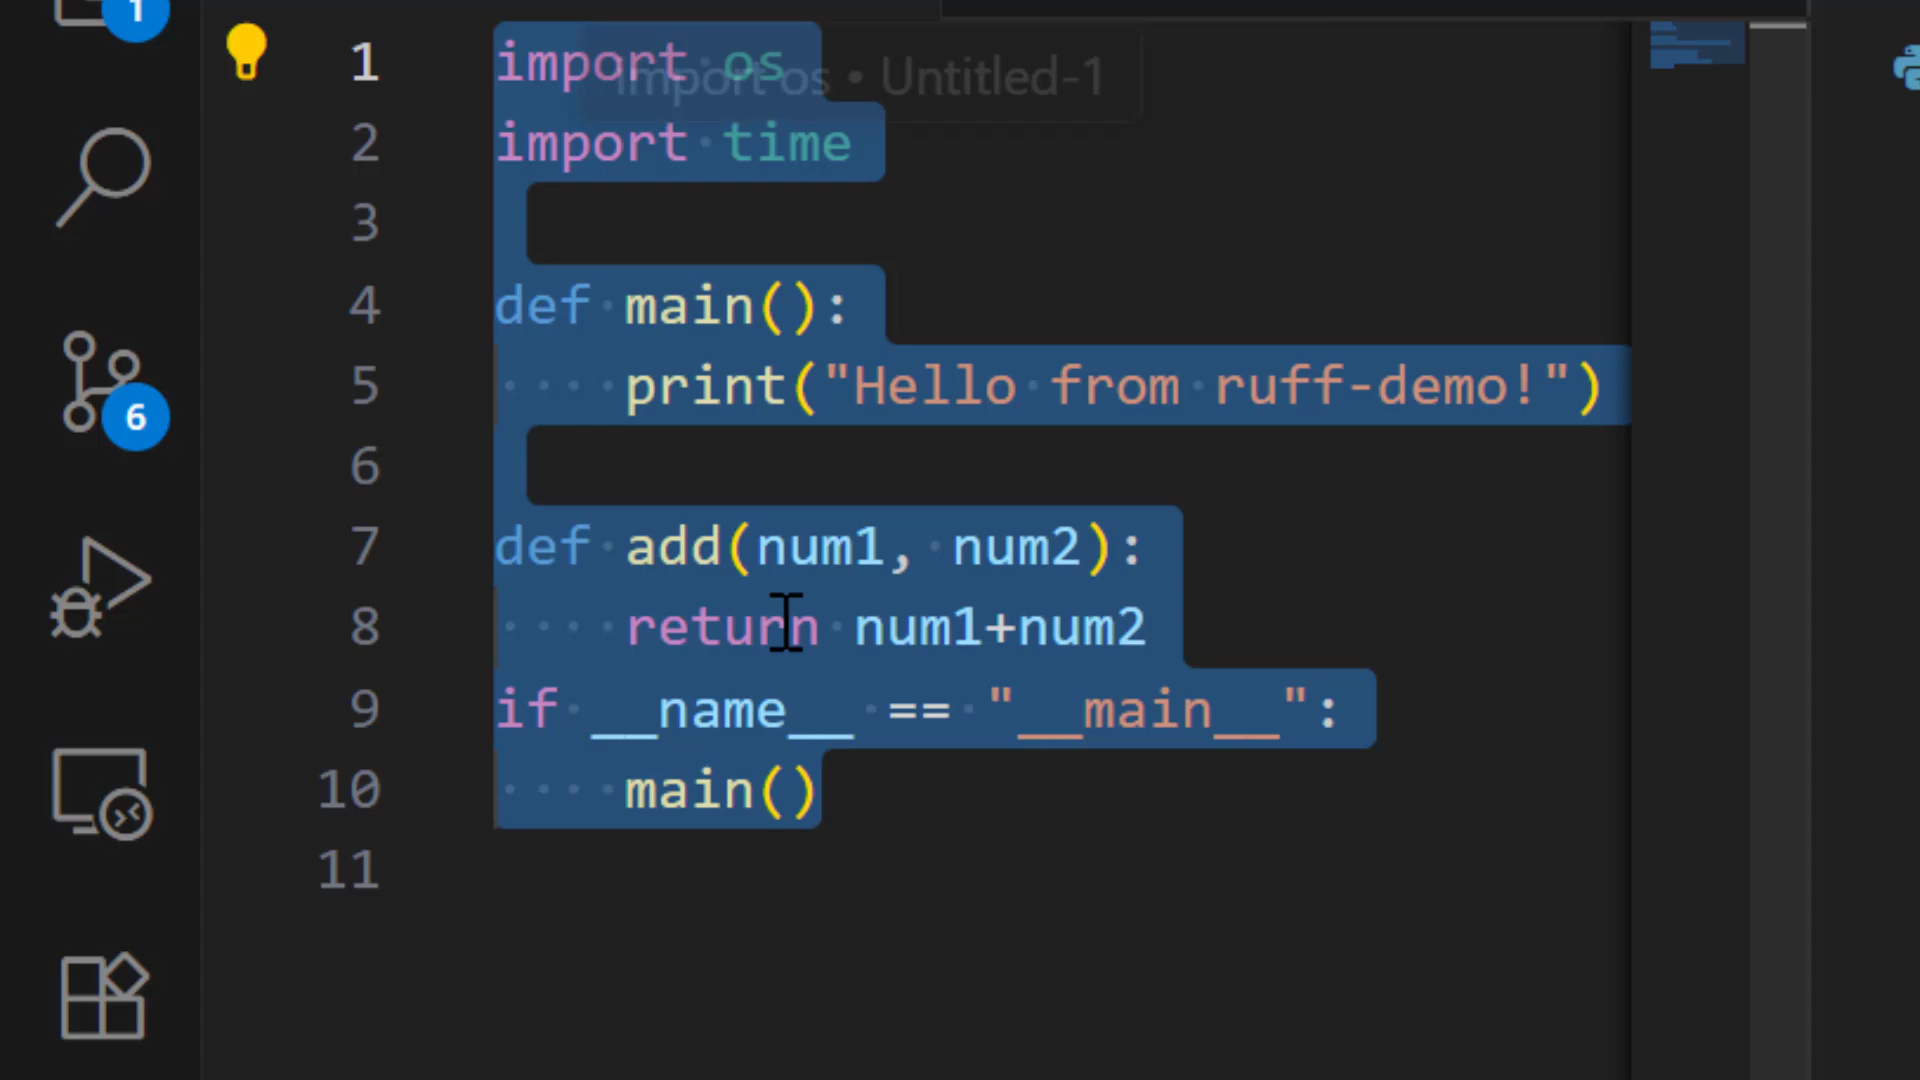 1
1 import os
import os • Untitled-1
2 import time
3
4 def main():
5     print("Hello from ruff-demo!")
6
6
7 def add(num1, num2):
8     return num1+num2
9 if __name__ == "__main__":
10     main()
11